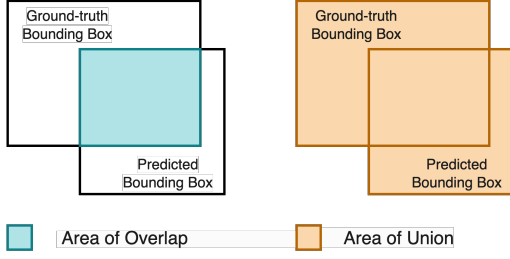 Ground-truth
Bounding Box
Predicted
Bounding Box
Ground-truth
Bounding Box
Predicted
Bounding Box
Area of Overlap
Area of Union